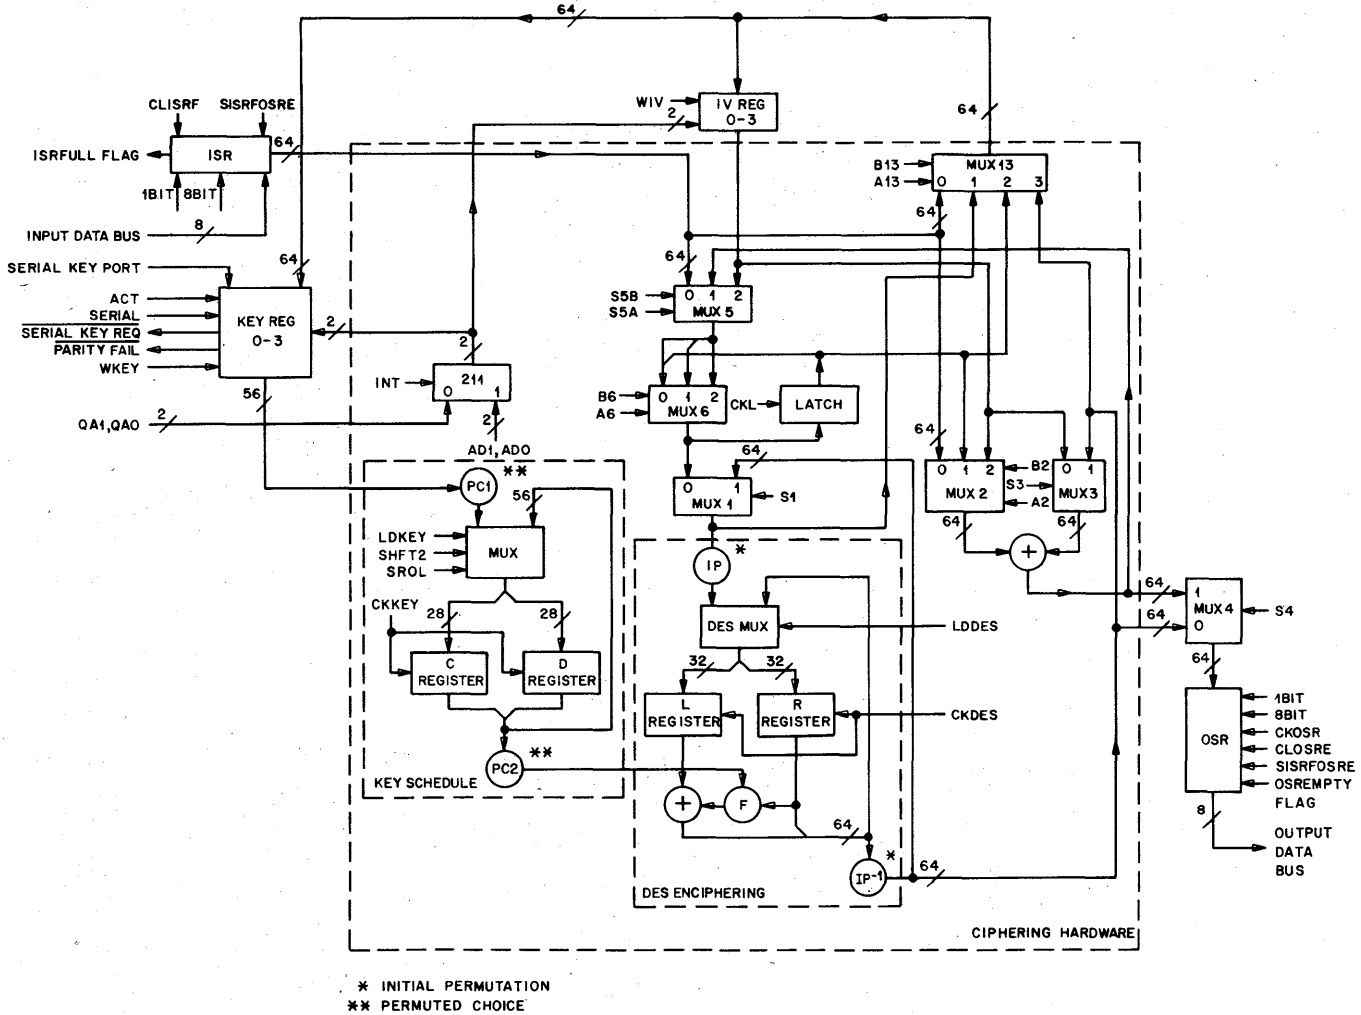 64
WIV
2
IV REG
0-3
64
CLISRF
SISRFOSRE
ISRFULL FLAG
ISR
64
1BIT
8BIT
INPUT DATA BUS
8
B13
A13
MUX13
0 1 2 3
64
SERIAL KEY PORT
64
ACT
SERIAL
SERIAL KEY REQ
PARITY FAIL
WKEY
KEY REG
0-3
2
2
56
64
S5B
S5A
0 1 2
MUX5
INT
211
0 1
QA1,QA0
2
2
AD1, AD0
B6
A6
0 1 2
MUX6
CKL
LATCH
64
64
0 1
MUX 1
S1
0 1 2
MUX 2
B2
S3
A2
0 1
MUX3
64
64
+
PC1
**
56
LDKEY
SHFT2
SROL
MUX
CKKEY
28
28
C
REGISTER
D
REGISTER
PC2
**
KEY SCHEDULE
IP
*
DES MUX
LDDES
32
32
L
REGISTER
R
REGISTER
CKDES
+
F
64
IP-1
*
64
DES ENCIPHERING
64
64
1
MUX4
0
S4
64
OSR
1BIT
8BIT
CKOSR
CLOSRE
SISRFOSRE
OSREMPTY
FLAG
8
OUTPUT
DATA
BUS
CIPHERING HARDWARE
* INITIAL PERMUTATION
** PERMUTED CHOICE